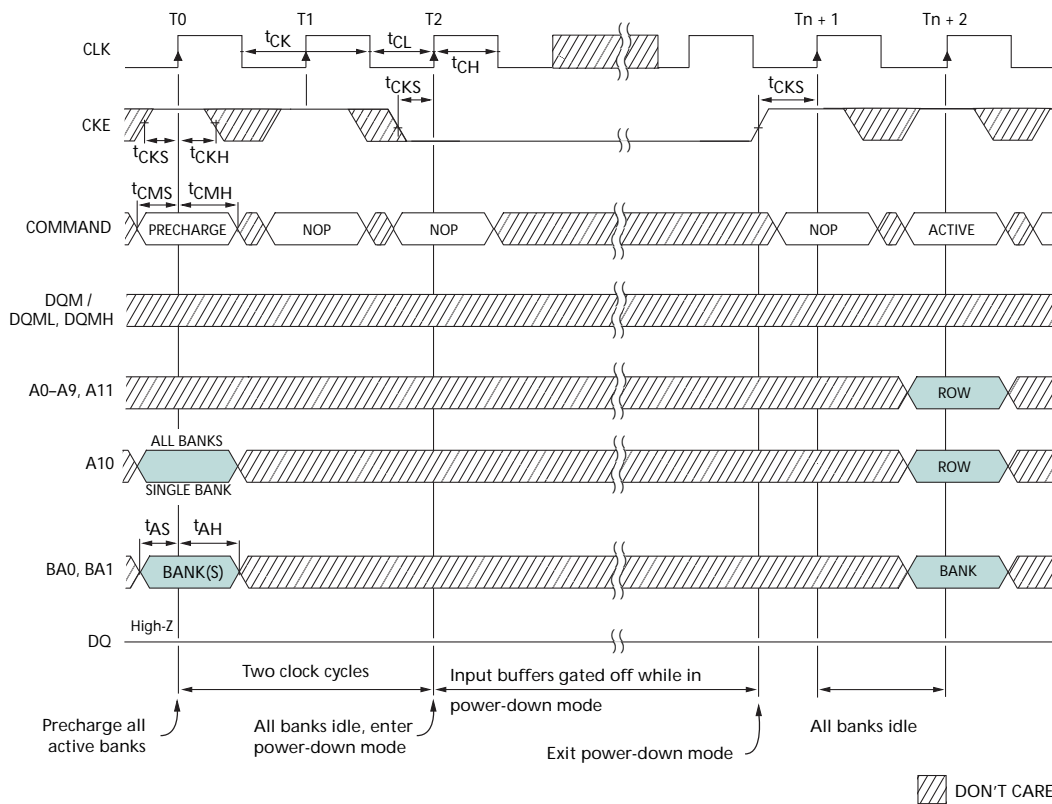 T0 T1 T2 Tn + 1 Tn + 2
CLK
tCK tCL
tCH
CKE
tCKS tCKS
tCKS tCKH
tCMS tCMH
COMMAND
PRECHARGE NOP NOP NOP ACTIVE
DQM /
DQML, DQMH
A0–A9, A11
ROW
ALL BANKS
A10
ROW
SINGLE BANK
tAS tAH
BA0, BA1
BANK(S) BANK
High-Z
DQ
Two clock cycles
Input buffers gated off while in
power-down mode
Precharge all
active banks
All banks idle, enter
power-down mode
Exit power-down mode
All banks idle
DON'T CARE